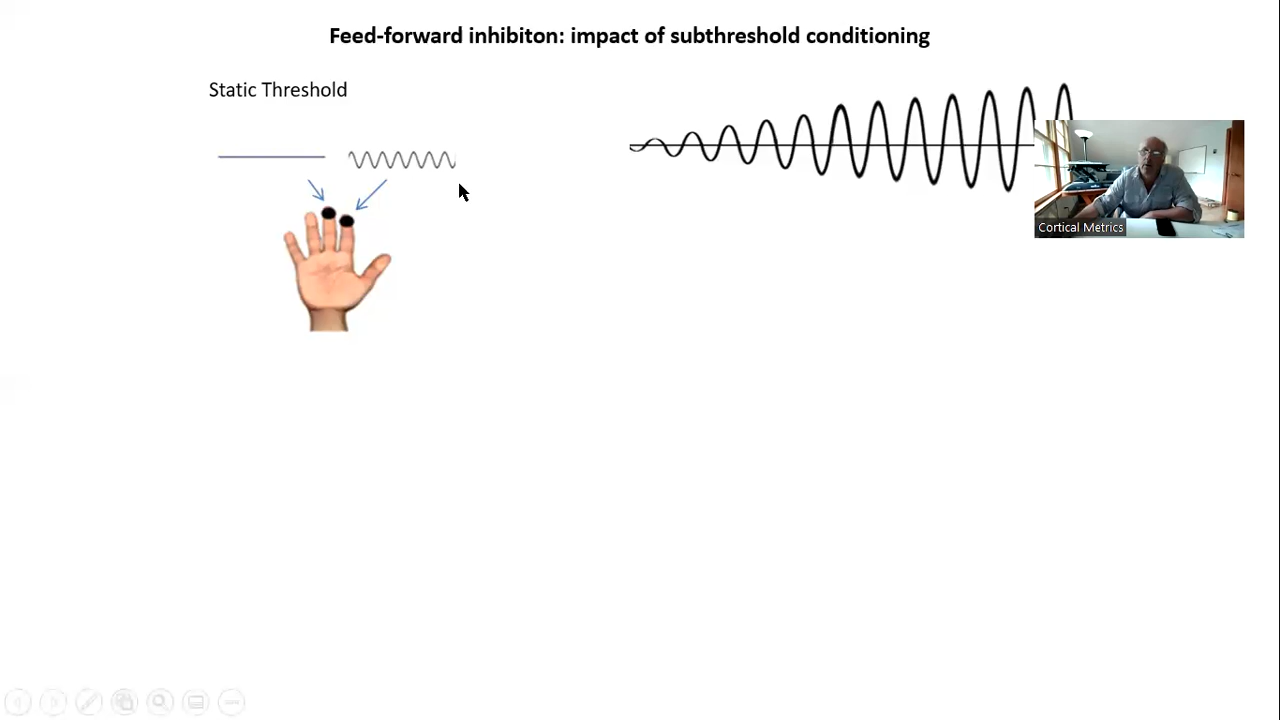 Feed-forward inhibiton: impact of subthreshold conditioning
Static Threshold
Cortical Metrics